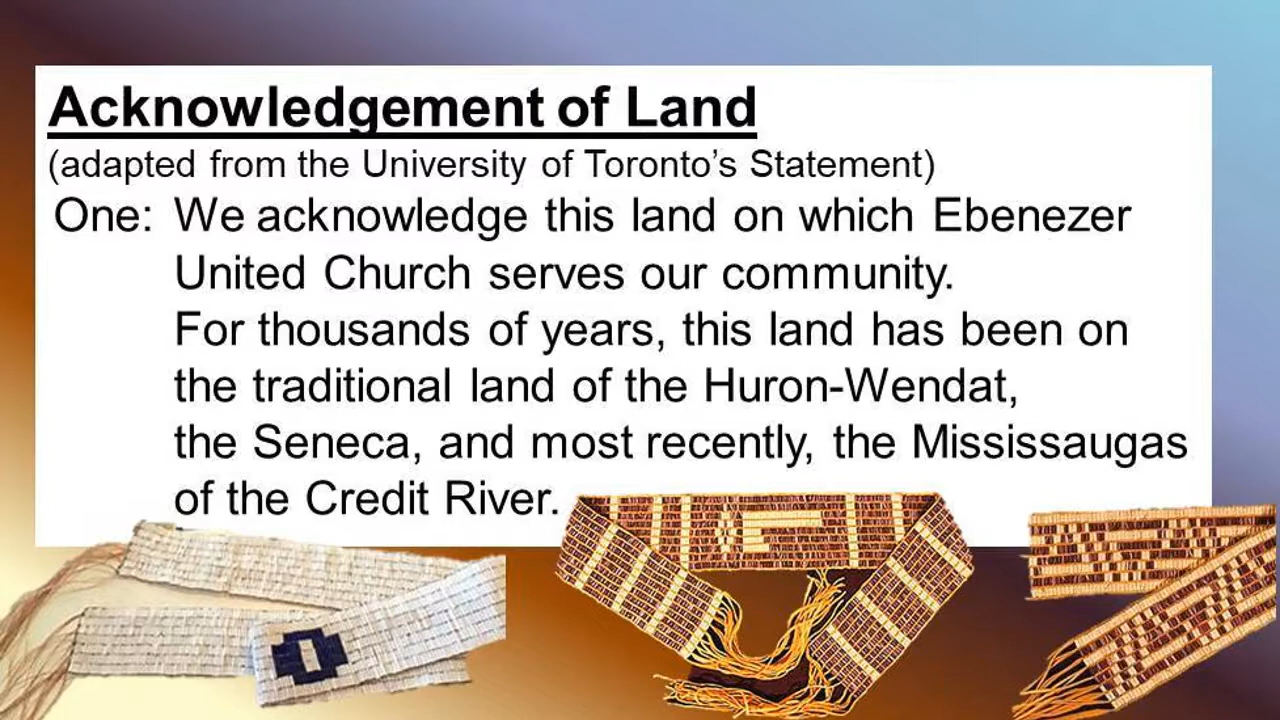 Acknowledgement of Land
(adapted from the University of Toronto’s Statement)
One: We acknowledge this land on which Ebenezer
United Church serves our community.
For thousands of years, this land has been on
the traditional land of the Huron-Wendat,
the Seneca, and most recently, the Mississaugas
of the Credit River.